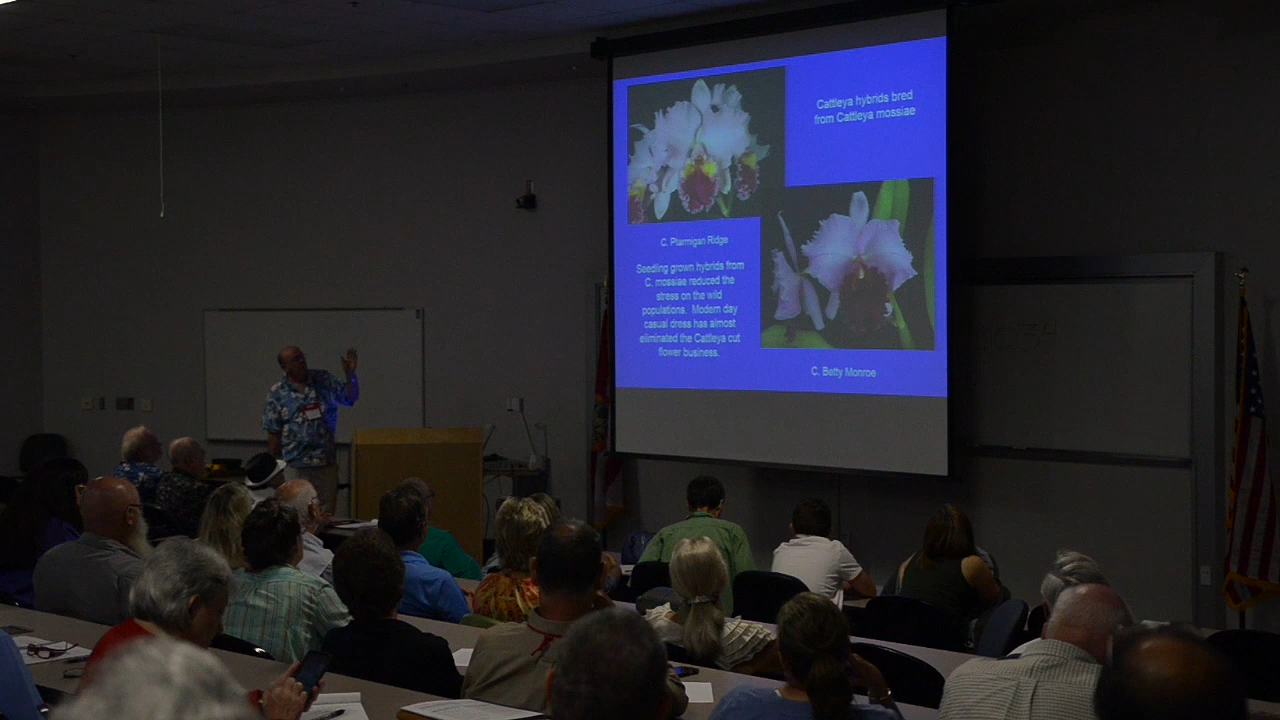 Cattleya hybrids bred
from Cattleya mossiae
C. Ptarmigan Ridge
Seedling grown hybrids from
C. mossiae reduced the
stress on the wild
populations. Modern day
casual dress has almost
eliminated the Cattleya cut
flower business.
C. Betty Monroe